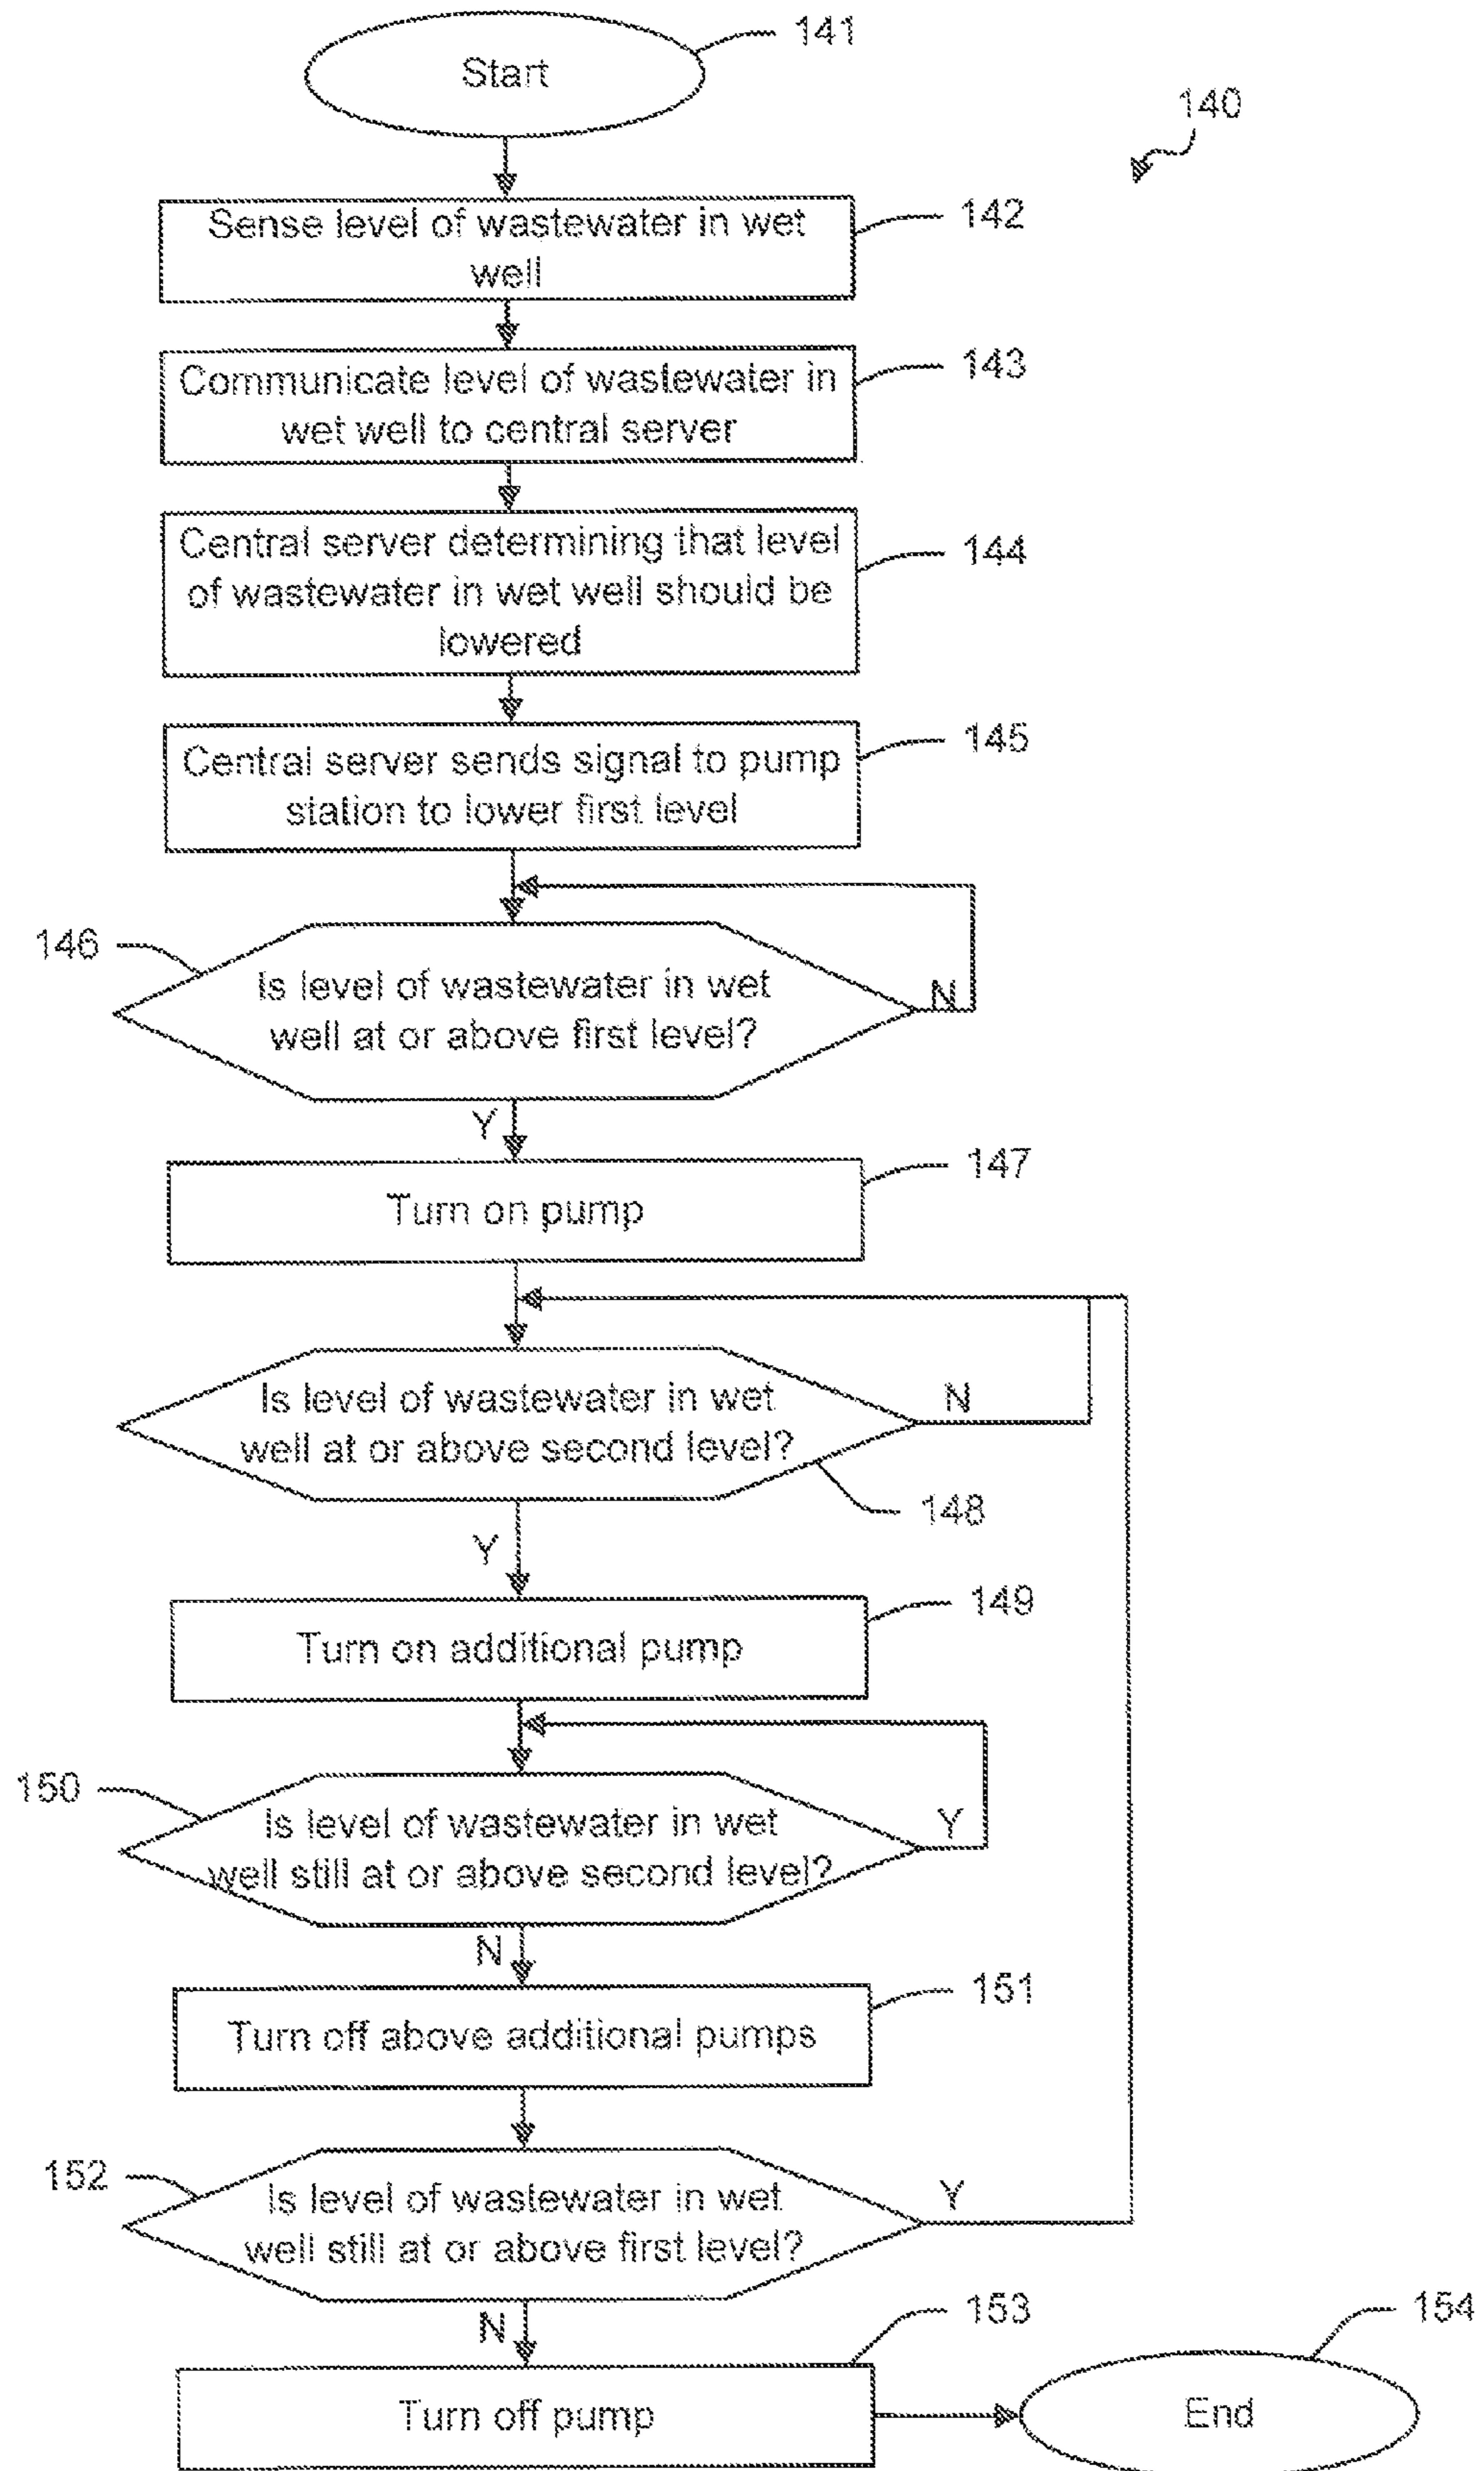 Start
141
140
Sense level of wastewater in wet
well
142
Communicate level of wastewater in
wet well to central server
143
Central server determining that level
of wastewater in wet well should be
lowered
144
Central server sends signal to pump
station to lower first level
145
146
Is level of wastewater in wet
well at or above first level?
N
Y
Turn on pump
147
Is level of wastewater in wet
well at or above second level?
N
148
Y
Turn on additional pump
149
150
Is level of wastewater in wet
well still at or above second level?
Y
N
Turn off above additional pumps
151
152
Is level of wastewater in wet
well still at or above first level?
Y
N
Turn off pump
153
End
154